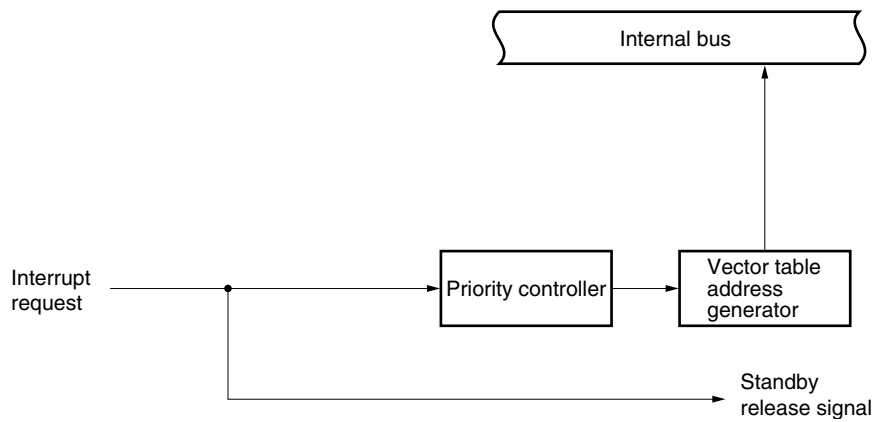 Internal bus
Interrupt
request
Priority controller
Vector table
address
generator
Standby
release signal